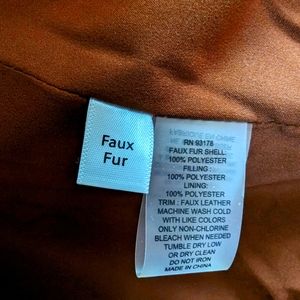 Faux
Fur
RN 93178
FAUX FUR SHELL:
100% POLYESTER
FILLING:
100% POLYESTER
LINING:
100% POLYESTER
TRIM: FAUX LEATHER
MACHINE WASH COLD
WITH LIKE COLORS
ONLY NON-CHLORINE
BLEACH WHEN NEEDED
TUMBLE DRY LOW
OR DRY CLEAN
DO NOT IRON
MADE IN CHINA